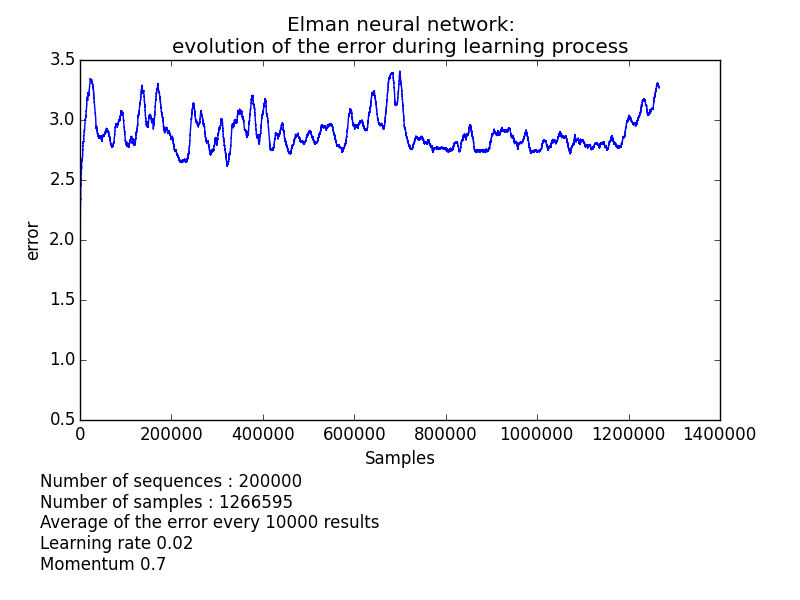 Elman neural network:
evolution of the error during learning process
3.5
3.0
2.5
2.0
1.5
1.0
0.5
error
0 200000 400000 600000 800000 1000000 1200000 1400000
Samples
Number of sequences : 200000
Number of samples : 1266595
Average of the error every 10000 results
Learning rate 0.02
Momentum 0.7